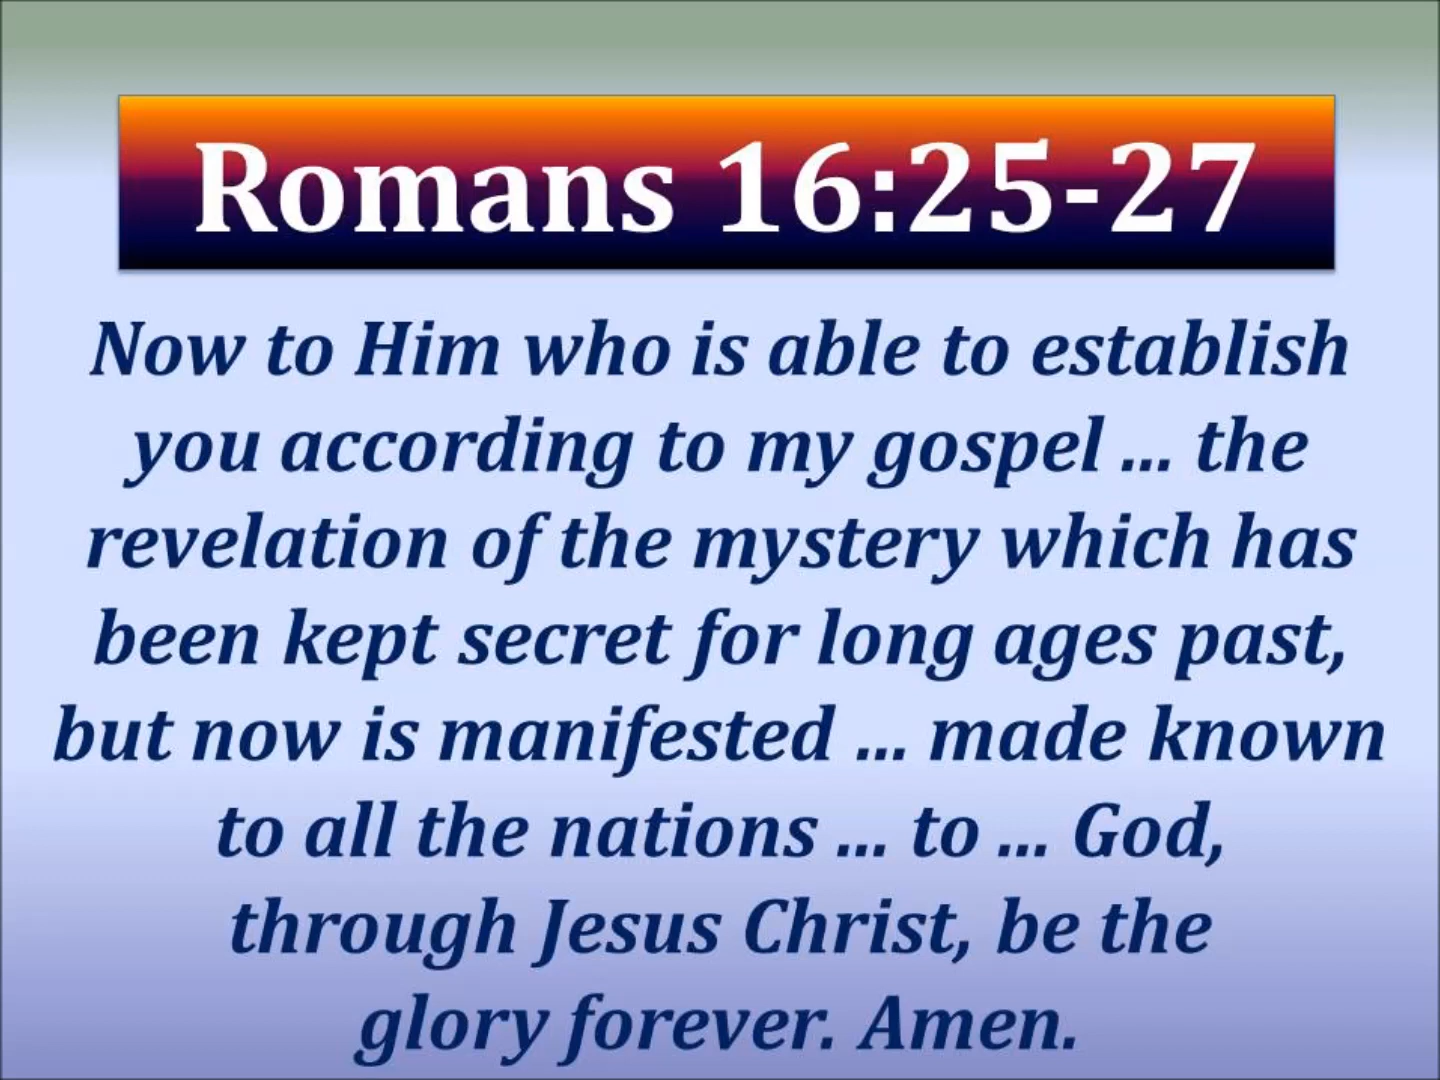 Romans 16:25-27
Now to Him who is able to establish
you according to my gospel ... the
revelation of the mystery which has
been kept secret for long ages past,
but now is manifested ... made known
to all the nations ... to ... God,
through Jesus Christ, be the
glory forever. Amen.